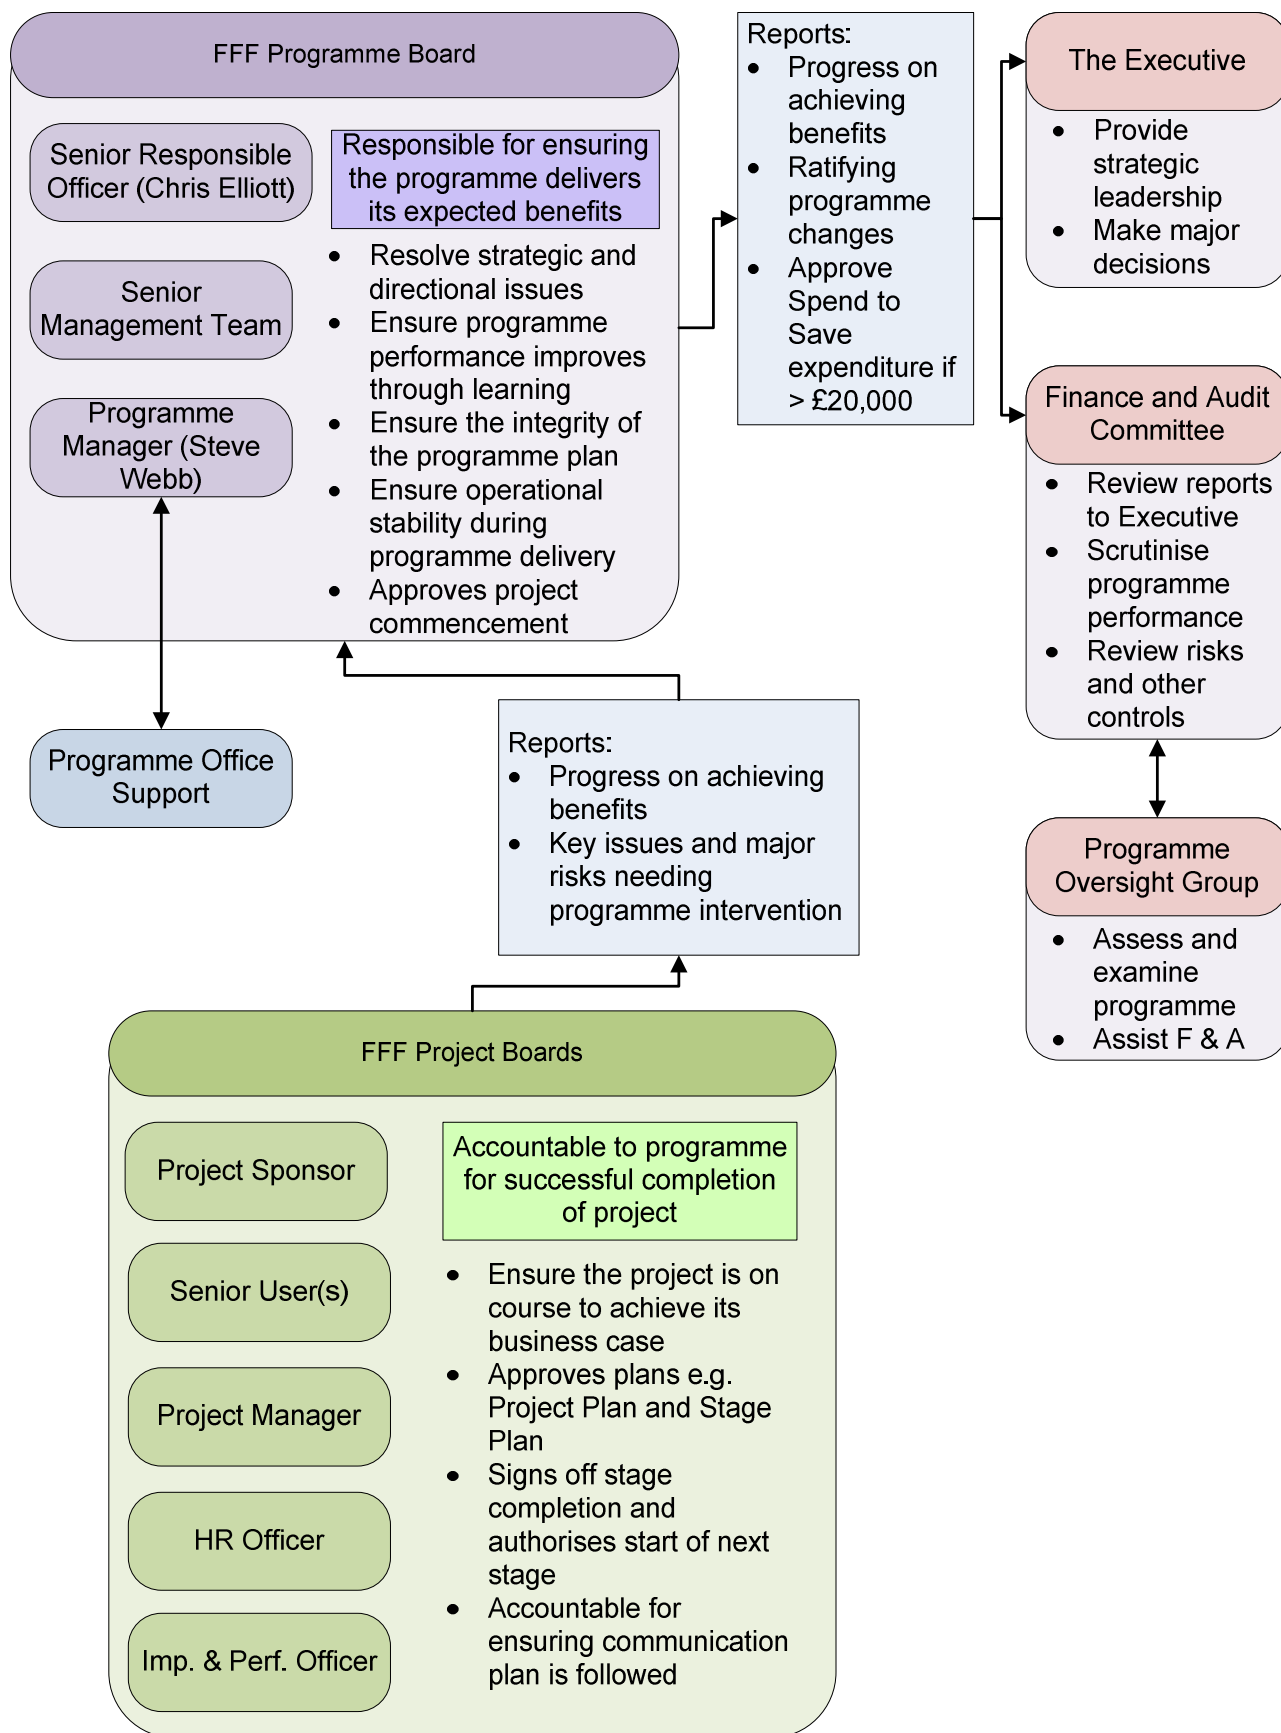 FFF Programme Board
Senior Responsible
Officer (Chris Elliott)
Senior
Management Team
Programme
Manager (Steve
Webb)
Responsible for ensuring
the programme delivers
its expected benefits
• Resolve strategic and
directional issues
• Ensure programme
performance improves
through learning
• Ensure the integrity of
the programme plan
• Ensure operational
stability during
programme delivery
• Approves project
commencement
Reports:
• Progress on
achieving
benefits
• Ratifying
programme
changes
• Approve
Spend to
Save
expenditure if
> £20,000
The Executive
• Provide
strategic
leadership
• Make major
decisions
Finance and Audit
Committee
• Review reports
to Executive
• Scrutinise
programme
performance
• Review risks
and other
controls
Programme Office
Support
Reports:
• Progress on achieving
benefits
• Key issues and major
risks needing
programme intervention
Programme
Oversight Group
• Assess and
examine
programme
• Assist F & A
FFF Project Boards
Project Sponsor
Senior User(s)
Project Manager
HR Officer
Imp. & Perf. Officer
Accountable to programme
for successful completion
of project
• Ensure the project is on
course to achieve its
business case
• Approves plans e.g.
Project Plan and Stage
Plan
• Signs off stage
completion and
authorises start of next
stage
• Accountable for
ensuring communication
plan is followed